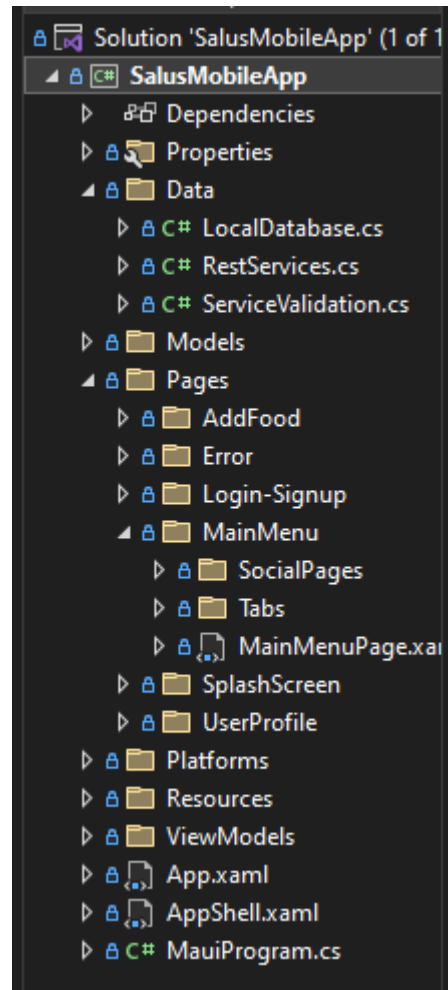 Solution 'SalusMobileApp' (1 of 1
C# SalusMobileApp
Dependencies
Properties
Data
C# LocalDatabase.cs
C# RestServices.cs
C# ServiceValidation.cs
Models
Pages
AddFood
Error
Login-Signup
MainMenu
SocialPages
Tabs
MainMenuPage.xa
SplashScreen
UserProfile
Platforms
Resources
ViewModels
App.xaml
AppShell.xaml
C# MauiProgram.cs